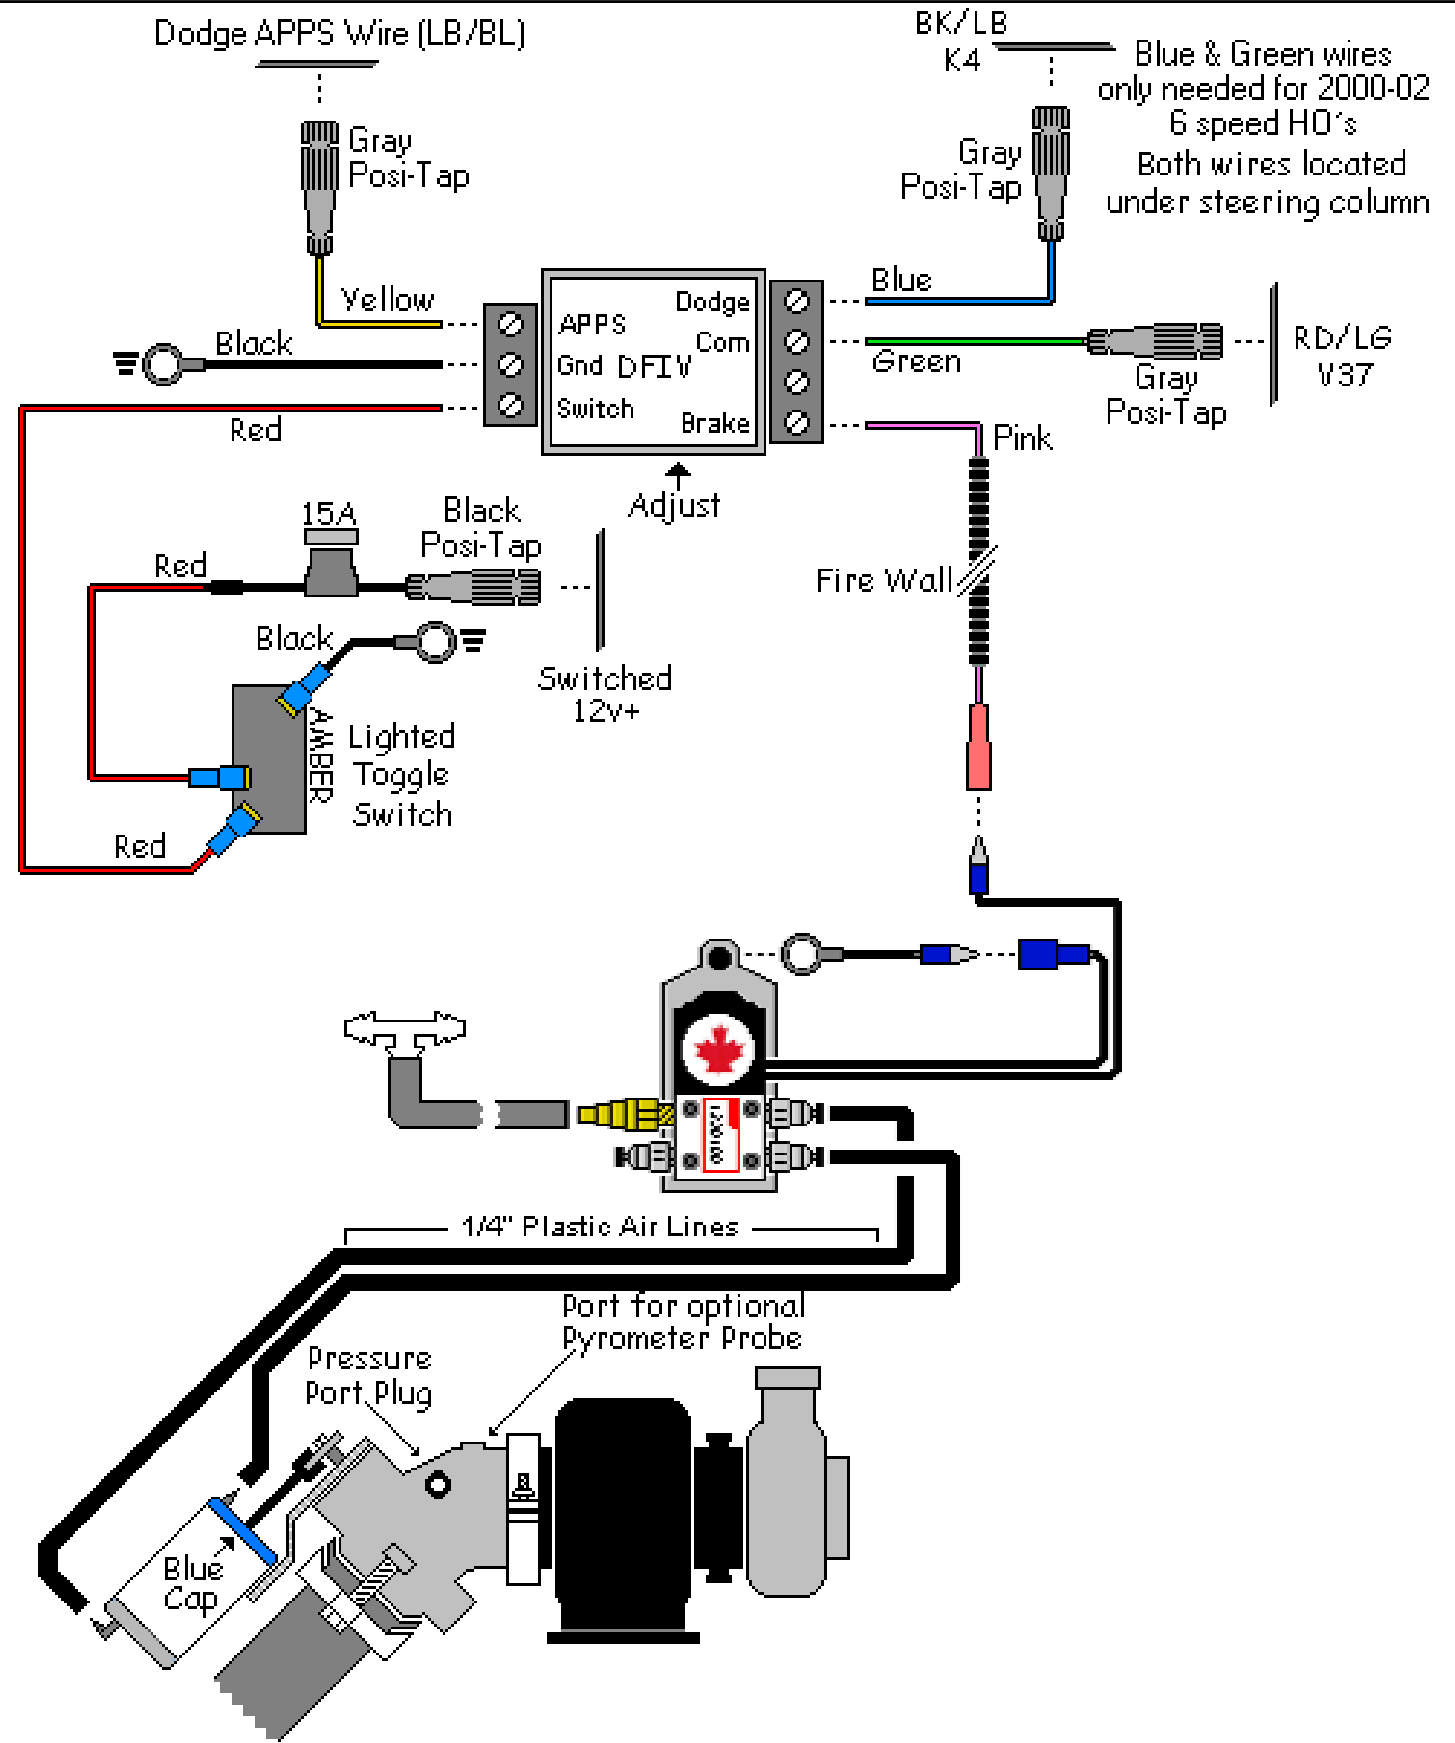 Dodge APPS Wire (LB/BL)
BK/LB
K4
Blue & Green wires
only needed for 2000-02
6 speed HO's
Both wires located
under steering column
Gray
Posi-Tap
Gray
Posi-Tap
Yellow
Blue
Black
Green
Red
APPS
Gnd
Switch
DFIV
Dodge
Com
Brake
RD/LG
V37
Gray
Posi-Tap
Pink
Adjust
15A
Black
Posi-Tap
Red
Fire Wall
Black
Switched
12v+
AMBER
Lighted
Toggle
Switch
Red
1/4" Plastic Air Lines
Port for optional
Pyrometer Probe
Pressure
Port Plug
Blue
Cap